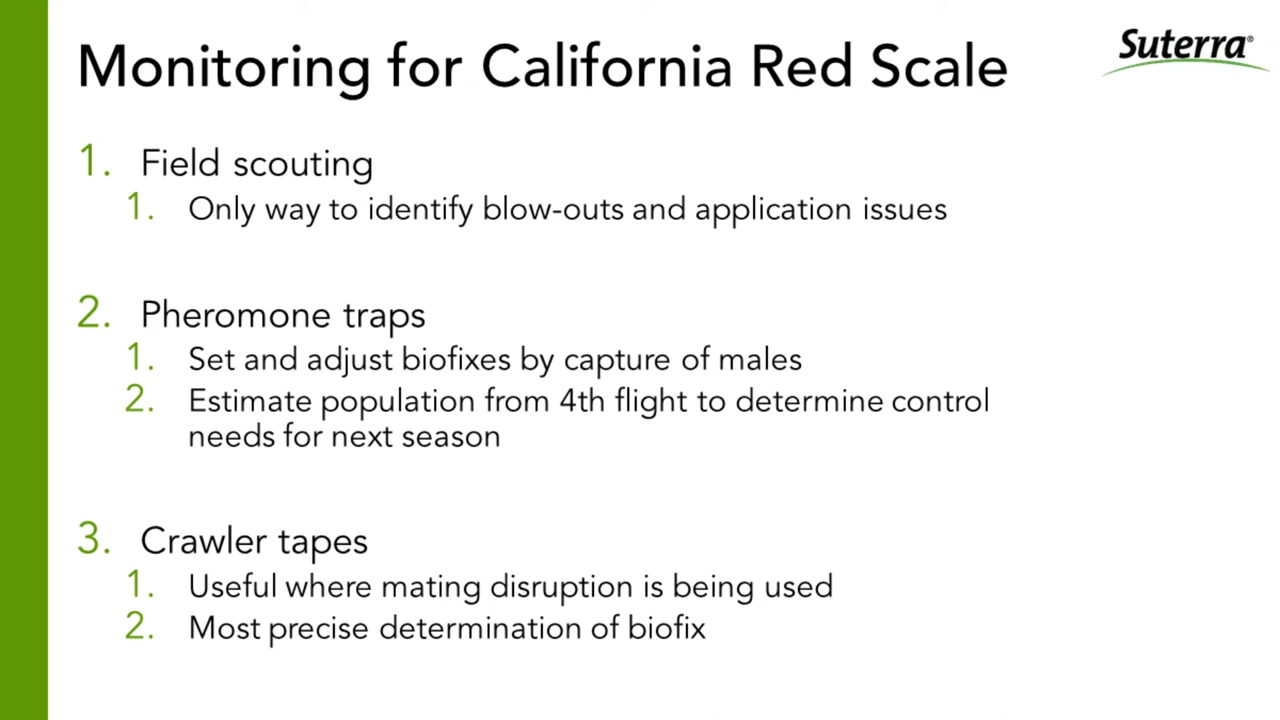 Monitoring for California Red Scale
Suterra®
1. Field scouting
1. Only way to identify blow-outs and application issues
2. Pheromone traps
1. Set and adjust biofixes by capture of males
2. Estimate population from 4th flight to determine control
needs for next season
3. Crawler tapes
1. Useful where mating disruption is being used
2. Most precise determination of biofix